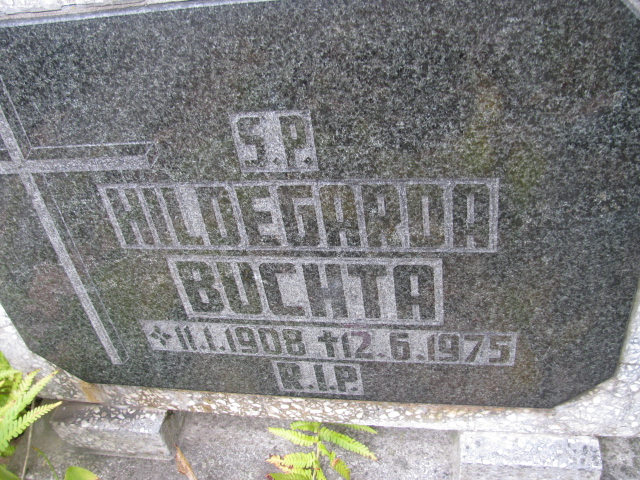 S.P.
HILDEGARDA
BUCHTA
*11.1.1908 †12.6.1975
R.I.P.